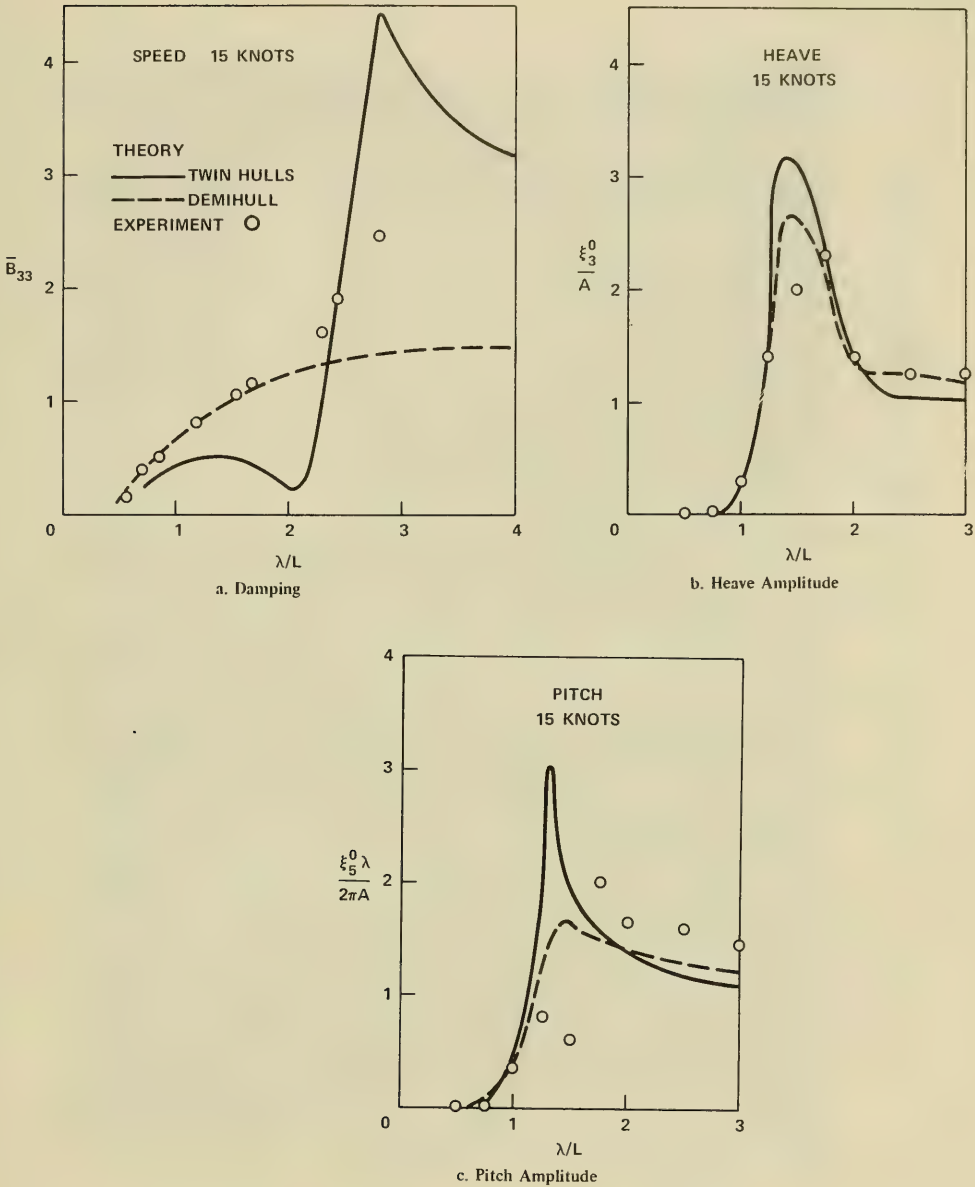 4
3
2
1
0
B̅33
SPEED 15 KNOTS
THEORY
TWIN HULLS
DEMIHULL
EXPERIMENT
1 2 3 4
λ/L
a. Damping
4
3
2
1
0
ξ₃⁰
A
HEAVE
15 KNOTS
1 2 3
λ/L
b. Heave Amplitude
4
3
2
1
0
ξ₅⁰ λ
2πA
PITCH
15 KNOTS
1 2 3
λ/L
c. Pitch Amplitude